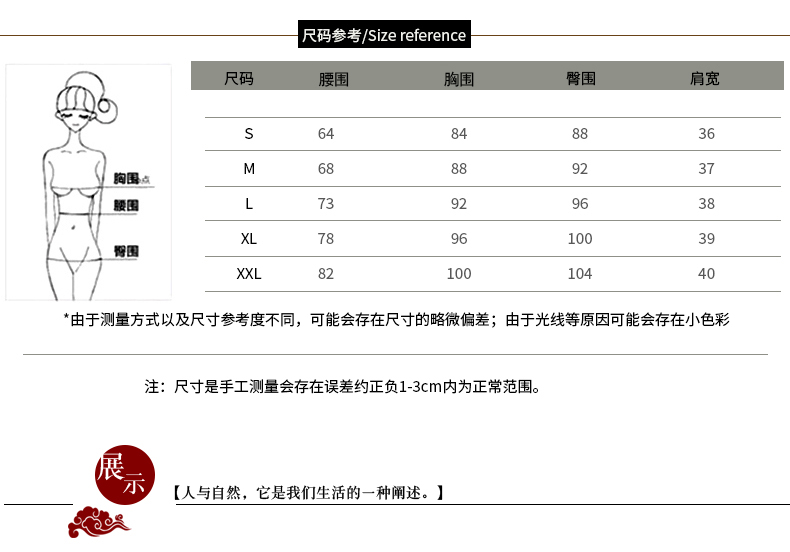 尺码参考/Size reference
尺码 腰围 胸围 臀围 肩宽
S 64 84 88 36
M 68 88 92 37
L 73 92 96 38
XL 78 96 100 39
XXL 82 100 104 40
胸围
腰围
臀围
*由于测量方式以及尺寸参考度不同，可能会存在尺寸的略微偏差；由于光线等原因可能会存在小色彩
注：尺寸是手工测量会存在误差约正负1-3cm内为正常范围。
展示
【人与自然，它是我们生活的一种阐述。】